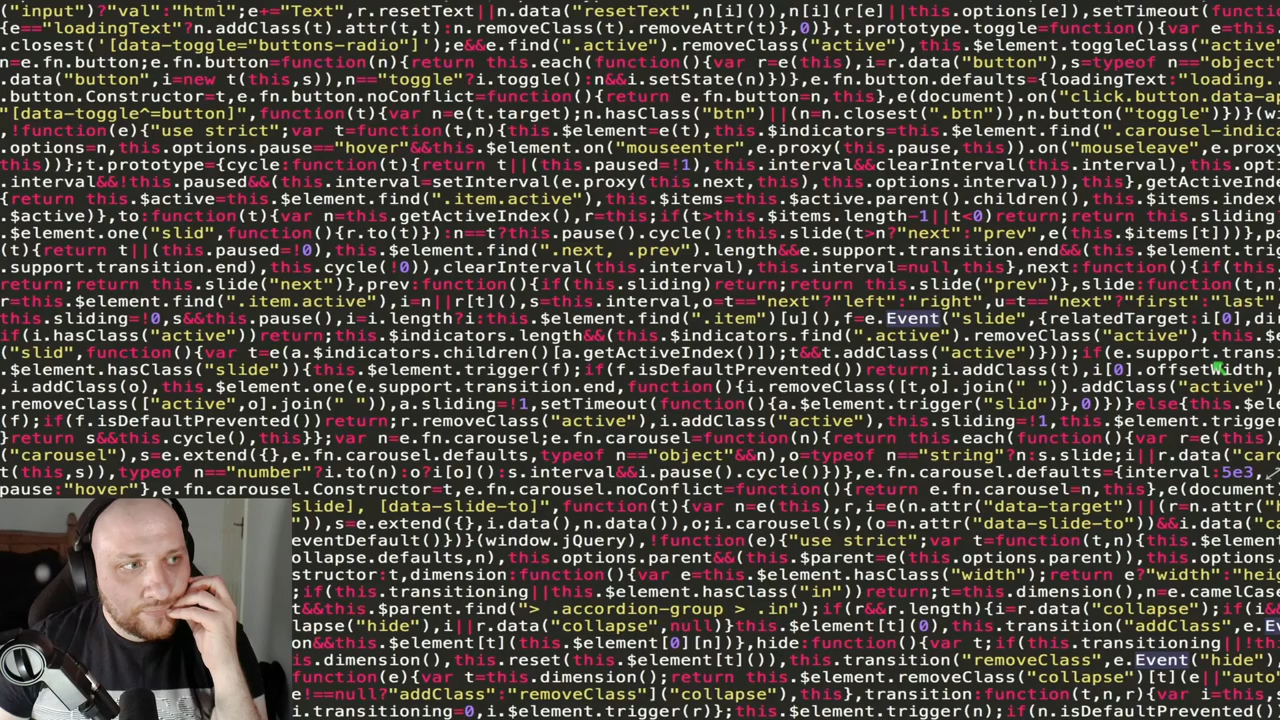 ("input")?"val":"html";e+="Text",r.resetText||n.data("resetText",n[i]()),n[i](r[e]||this.options[e]),setTimeout(function(
{e=="loadingText"?n.addClass(t).attr(t,t):n.removeClass(t).removeAttr(t)},0)},t.prototype.toggle=function(){var e=this.
.closest('[data-toggle="buttons-radio"]');e&&e.find(".active").removeClass("active"),this.$element.toggleClass("active"
n=e.fn.button;e.fn.button=function(n){return this.each(function(){var r=e(this),i=r.data("button"),s=typeof n=="object"
.data("button",i=new t(this,s)),n=="toggle"?i.toggle():n&&i.setState(n)})},e.fn.button.defaults={loadingText:"loading.
.button.Constructor=t,e.fn.button.noConflict=function(){return e.fn.button=n,this},e(document).on("click.button.data-ap
"[data-toggle^=button]",function(t){var n=e(t.target);n.hasClass("btn")||(n=n.closest(".btn")),n.button("toggle")})}(wi
,!function(e){"use strict";var t=function(t,n){this.$element=e(t),this.$indicators=this.$element.find(".carousel-indic
.options=n,this.options.pause=="hover"&&this.$element.on("mouseenter",e.proxy(this.pause,this)).on("mouseleave",e.proxy
this))};t.prototype={cycle:function(t){return t||(this.paused=!1),this.interval&&clearInterval(this.interval),this.opti
.interval&&!this.paused&&(this.interval=setInterval(e.proxy(this.next,this),this.options.interval)),this},getActiveInde
{return this.$active=this.$element.find(".item.active"),this.$items=this.$active.parent().children(),this.$items.index
.$active)},to:function(t){var n=this.getActiveIndex(),r=this;if(t>this.$items.length-1||t<0)return;return this.sliding
.$element.one("slid",function(){r.to(t)}):n==t?this.pause().cycle():this.slide(t>n?"next":"prev",e(this.$items[t]))},pa
(t){return t||(this.paused=!0),this.$element.find(".next, .prev").length&&e.support.transition.end&&(this.$element.trig
.support.transition.end),this.cycle(!0)),clearInterval(this.interval),this.interval=null,this},next:function(){if(this
return;return this.slide("next")},prev:function(){if(this.sliding)return;return this.slide("prev")},slide:function(t,n)
r=this.$element.find(".item.active"),i=n||r[t](),s=this.interval,o=t=="next"?"left":"right",u=t=="next"?"first":"last"
this.sliding=!0,s&&this.pause(),i=i.length?i:this.$element.find(".item")[u](),f=e.Event("slide",{relatedTarget:i[0],di
if(i.hasClass("active"))return;this.$indicators.length&&(this.$indicators.find(".active").removeClass("active"),this.$
("slid",function(){var t=e(a.$indicators.children()[a.getActiveIndex()]);t&&t.addClass("active")}));if(e.support.trans
.$element.hasClass("slide")){this.$element.trigger(f);if(f.isDefaultPrevented())return;i.addClass(t),i[0].offsetWidth,
,i.addClass(o),this.$element.one(e.support.transition.end,function(){i.removeClass([t,o].join(" ")).addClass("active")
.removeClass(["active",o].join(" ")),a.sliding=!1,setTimeout(function(){a.$element.trigger("slid")},0)})}else{this.$ele
(f);if(f.isDefaultPrevented())return;r.removeClass("active"),i.addClass("active"),this.sliding=!1,this.$element.trigger
}return s&&this.cycle(),this}};var n=e.fn.carousel;e.fn.carousel=function(n){return this.each(function(){var r=e(this)
("carousel"),s=e.extend({},e.fn.carousel.defaults,typeof n=="object"&&n),o=typeof n=="string"?n:s.slide;i||r.data("caro
t(this,s)),typeof n=="number"?i.to(n):o?i[o]():s.interval&&i.pause().cycle()})},e.fn.carousel.defaults={interval:5e3,
pause:"hover"},e.fn.carousel.Constructor=t,e.fn.carousel.noConflict=function(){return e.fn.carousel=n,this},e(document
slide], [data-slide-to]",function(t){var n=e(this),r,i=e(n.attr("data-target")||(r=n.attr("
")),s=e.extend({},i.data(),n.data()),o;i.carousel(s),(o=n.attr("data-slide-to"))&&i.data("ca
eventDefault()})}(window.jQuery),!function(e){"use strict";var t=function(t,n){this.$element
ollapse.defaults,n),this.options.parent&&(this.$parent=e(this.options.parent)),this.options
structor:t,dimension:function(){var e=this.$element.hasClass("width");return e?"width":"hei
;if(this.transitioning||this.$element.hasClass("in"))return;t=this.dimension(),n=e.camelCase
t&&this.$parent.find("> .accordion-group > .in");if(r&&r.length){i=r.data("collapse");if(i&
lapse("hide"),i||r.data("collapse",null)}this.$element[t](0),this.transition("addClass",e.Ev
on&&this.$element[t](this.$element[0][n])},hide:function(){var t;if(this.transitioning||!th
is.dimension(),this.reset(this.$element[t]()),this.transition("removeClass",e.Event("hide")
function(e){var t=this.dimension();return this.$element.removeClass("collapse")[t](e||"auto"
e!==null?"addClass":"removeClass"]("collapse"),this},transition:function(t,n,r){var i=this,
i.transitioning=0,i.$element.trigger(r)};this.$element.trigger(n);if(n.isDefaultPrevented()